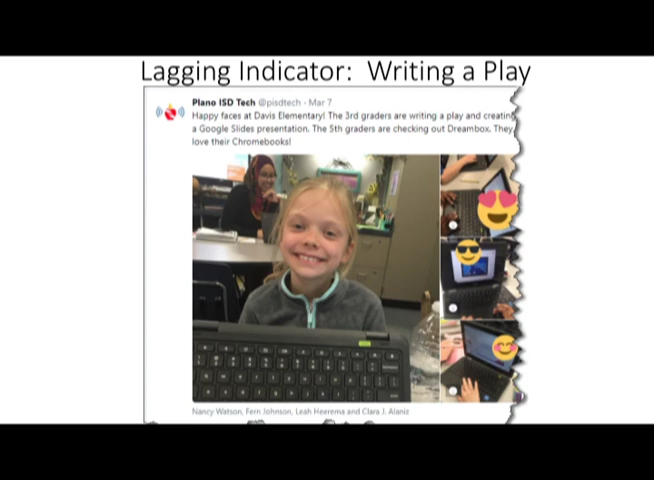 Lagging Indicator: Writing a Play
Plano ISD Tech @pisdtech - Mar 7
Happy faces at Davis Elementary! The 3rd graders are writing a play and creating
a Google Slides presentation. The 5th graders are checking out Dreambox. They
love their Chromebooks!
Nancy Watson, Fern Johnson, Leah Heerema and Clara J. Alaniz